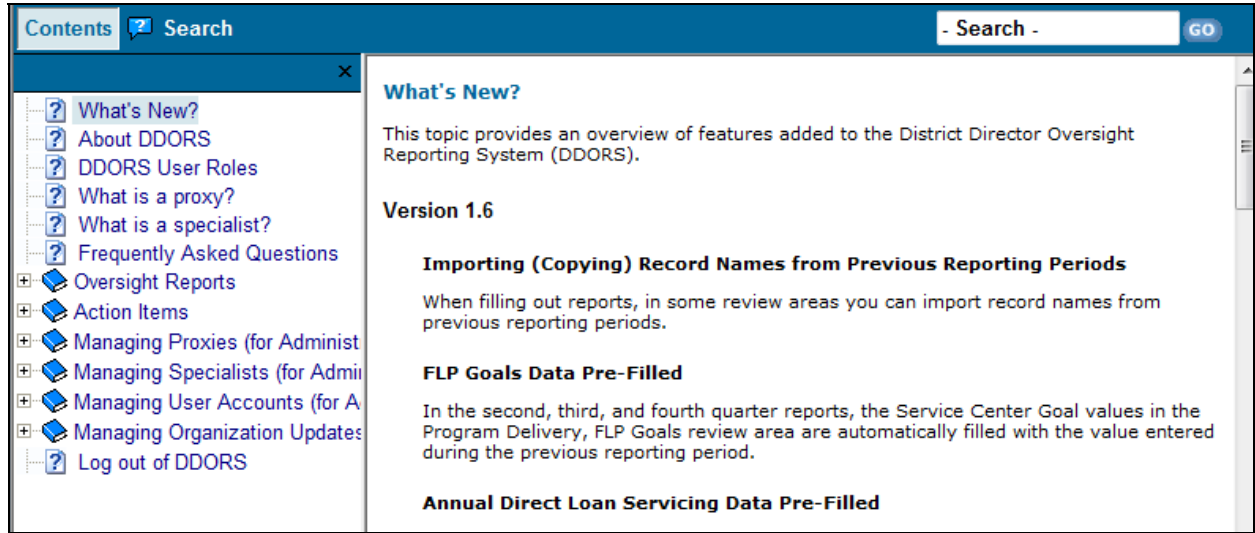 Contents Search - Search - GO
What's New?
About DDORS
DDORS User Roles
What is a proxy?
What is a specialist?
Frequently Asked Questions
Oversight Reports
Action Items
Managing Proxies (for Administ
Managing Specialists (for Admi
Managing User Accounts (for A
Managing Organization Updates
Log out of DDORS
What's New?
This topic provides an overview of features added to the District Director Oversight
Reporting System (DDORS).
Version 1.6
Importing (Copying) Record Names from Previous Reporting Periods
When filling out reports, in some review areas you can import record names from
previous reporting periods.
FLP Goals Data Pre-Filled
In the second, third, and fourth quarter reports, the Service Center Goal values in the
Program Delivery, FLP Goals review area are automatically filled with the value entered
during the previous reporting period.
Annual Direct Loan Servicing Data Pre-Filled